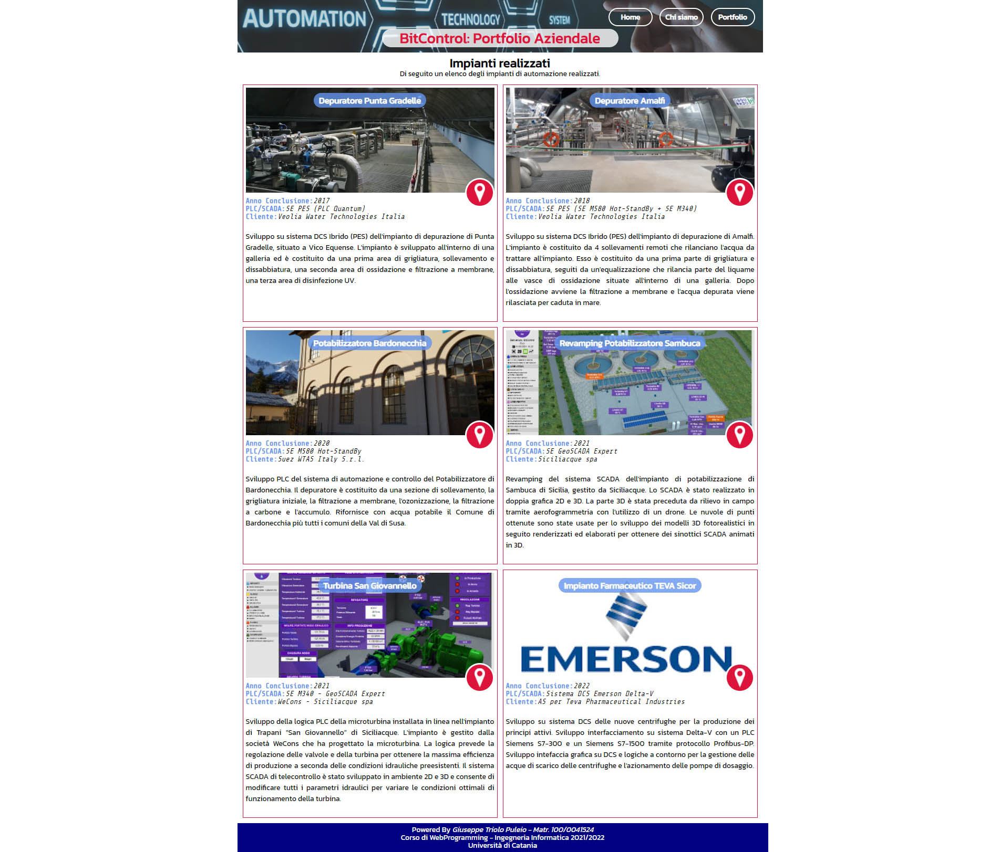 AUTOMATION
TECHNOLOGY
SYSTEM
Home
Chi siamo
Portfolio
BitControl: Portfolio Aziendale
Impianti realizzati
Di seguito un elenco degli impianti di automazione realizzati.
Depuratore Punta Gradelle
Anno Conclusione:2017
PLC/SCADA:SE PES (PLC Quantum)
Cliente:Veolia Water Technologies Italia
Sviluppo su sistema DCS Ibrido (PES) dell'impianto di depurazione di Punta
Gradelle, situato a Vico Equense. L'impianto è sviluppato all'interno di una
galleria ed è costituito da una prima area di grigliatura, sollevamento e
dissabbiatura, una seconda area di ossidazione e filtrazione a membrane,
una terza area di disinfezione UV.
Depuratore Amalfi
Anno Conclusione:2018
PLC/SCADA:SE PES (SE M580 Hot-StandBy + SE M340)
Cliente:Veolia Water Technologies Italia
Sviluppo su sistema DCS Ibrido (PES) dell'impianto di depurazione di Amalfi.
L'impianto è costituito da 4 sollevamenti remoti che rilanciano l'acqua da
trattare all'impianto. Esso è costituito da una prima parte di grigliatura e
dissabbiatura, seguiti da un'equalizzazione che rilancia parte del liquame
alle vasce di ossidazione situate all'interno di una galleria. Dopo
l'ossidazione avviene la filtrazione a membrane e l'acqua depurata viene
rilasciata per caduta in mare.
Potabilizzatore Bardonecchia
Anno Conclusione:2020
PLC/SCADA:SE M580 Hot-StandBy
Cliente:Suez WTAS Italy S.r.l.
Sviluppo PLC del sistema di automazione e controllo del Potabilizzatore di
Bardonecchia. Il depuratore è costituito da una sezione di sollevamento, la
grigliatura iniziale, la filtrazione a membrane, l'ozonizzazione, la filtrazione
a carbone e l'accumulo. Rifornisce con acqua potabile il Comune di
Bardonecchia più tutti i comuni della Val di Susa.
Revamping Potabilizzatore Sambuca
Anno Conclusione:2021
PLC/SCADA:SE GeoSCADA Expert
Cliente:Siciliacque spa
Revamping del sistema SCADA dell'impianto di potabilizzazione di
Sambuca di Sicilia, gestito da Siciliacque. Lo SCADA è stato realizzato in
doppia grafica 2D e 3D. La parte 3D è stata preceduta da rilievo in campo
tramite aerofogrammetria con l'utilizzo di un drone. Le nuvole di punti
ottenute sono state usate per lo sviluppo dei modelli 3D fotorealistici in
seguito renderizzati ed elaborati per ottenere dei sinottici SCADA animati
in 3D.
Turbina San Giovannello
RIFASATORE
REGOLAZIONE
INFO PRODUZIONE
CHIUSURA NODO
Anno Conclusione:2021
PLC/SCADA:SE M340 - GeoSCADA Expert
Cliente:WeCons - Siciliacque spa
Sviluppo della logica PLC della microturbina installata in linea nell'impianto
di Trapani "San Giovannello" di Siciliacque. L'impianto è gestito dalla
società WeCons che ha progettato la microturbina. La logica prevede la
regolazione delle valvole e della turbina per ottenere la massima efficienza
di produzione a seconda delle condizioni idrauliche preesistenti. Il sistema
SCADA di telecontrollo è stato sviluppato in ambiente 2D e 3D e consente di
modificare tutti i parametri idraulici per variare le condizioni ottimali di
funzionamento della turbina.
Impianto Farmaceutico TEVA Sicor
EMERSON
Anno Conclusione:2022
PLC/SCADA:Sistema DCS Emerson Delta-V
Cliente:AS per Teva Pharmaceutical Industries
Sviluppo su sistema DCS delle nuove centrifughe per la produzione dei
principi attivi. Sviluppo interfacciamento su sistema Delta-V con un PLC
Siemens S7-300 e un Siemens S7-1500 tramite protocollo Profibus-DP.
Sviluppo intefaccia grafica su DCS e logiche a contorno per la gestione delle
acque di scarico delle centrifughe e l'azionamento delle pompe di dosaggio.
Powered By Giuseppe Triolo Puleio - Matr. 100/0041524
Corso di WebProgramming - Ingegneria Informatica 2021/2022
Università di Catania